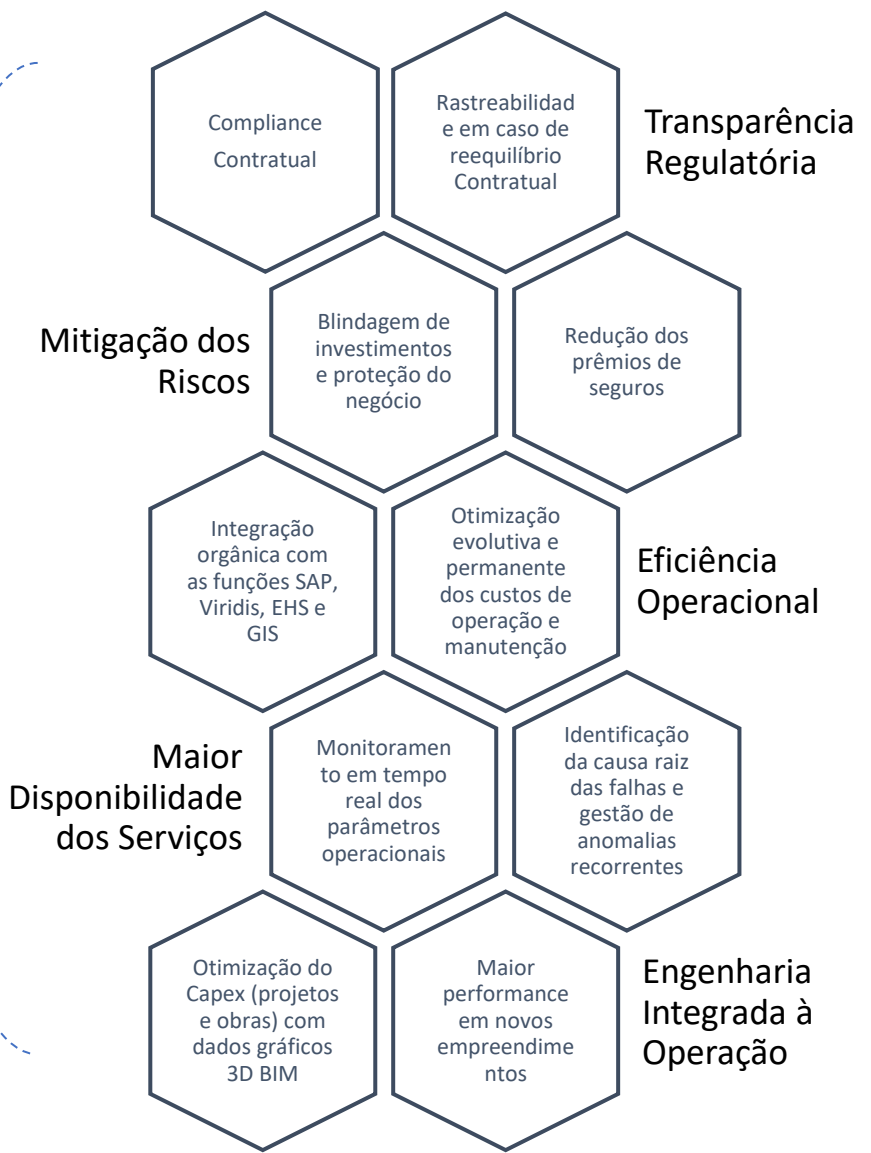 Compliance
Contratual
Rastreabilidad
e em caso de
reequilíbrio
Contratual
Transparência
Regulatória
Mitigação dos
Riscos
Blindagem de
investimentos
e proteção do
negócio
Redução dos
prêmios de
seguros
Integração
orgânica com
as funções SAP,
Viridis, EHS e
GIS
Otimização
evolutiva e
permanente
dos custos de
operação e
manutenção
Eficiência
Operacional
Maior
Disponibilidade
dos Serviços
Monitoramen
to em tempo
real dos
parâmetros
operacionais
Identificação
da causa raiz
das falhas e
gestão de
anomalias
recorrentes
Otimização do
Capex (projetos
e obras) com
dados gráficos
3D BIM
Maior
performance
em novos
empreendime
ntos
Engenharia
Integrada à
Operação